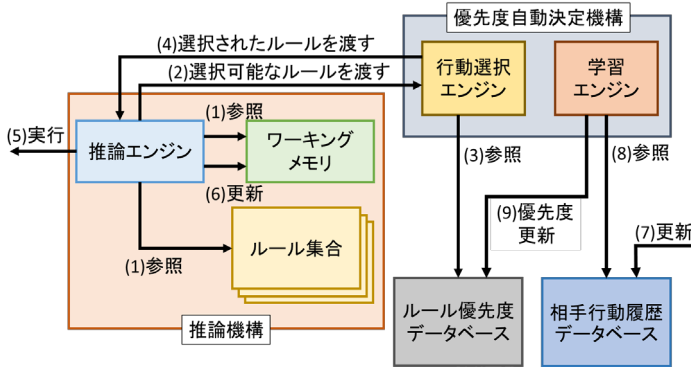 優先度自動決定機構
(4)選択されたルールを渡す
(2)選択可能なルールを渡す
行動選択
エンジン
学習
エンジン
(1)参照
(5)実行
推論エンジン
ワーキング
メモリ
(3)参照
(8)参照
(6)更新
(9)優先度
更新
(7)更新
ルール集合
(1)参照
ルール優先度
データベース
相手行動履歴
データベース
推論機構